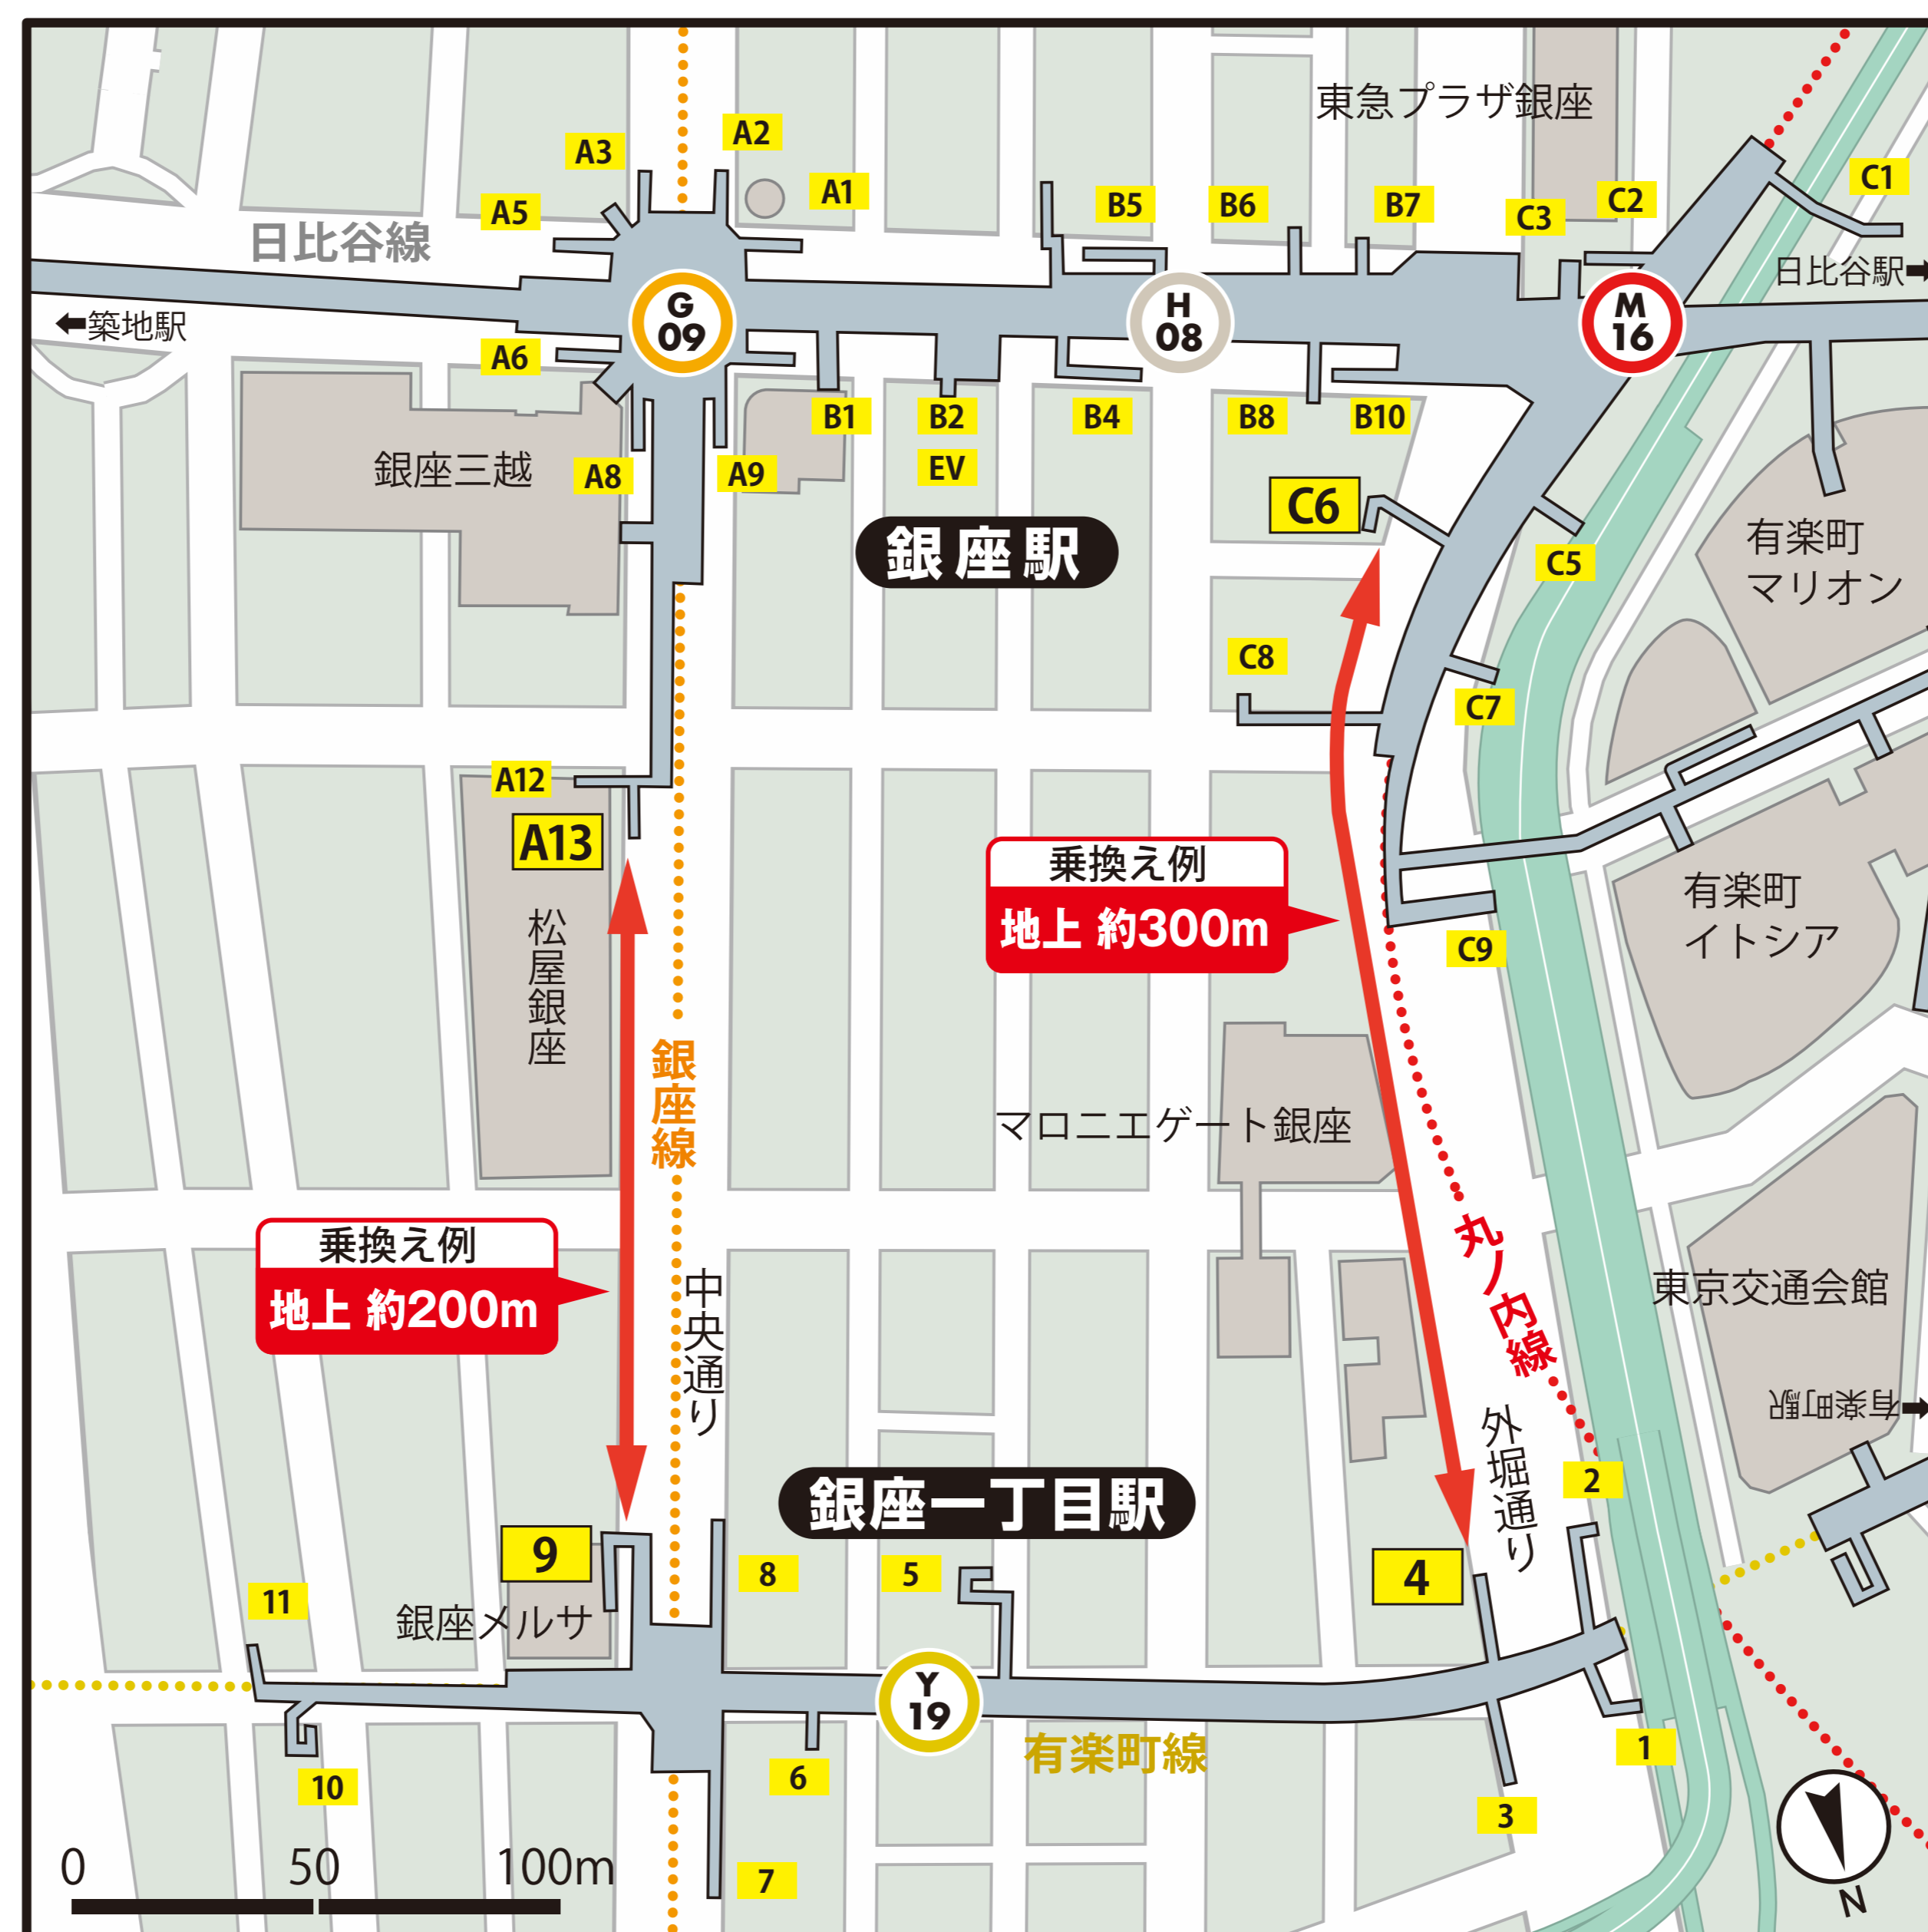 東急プラザ銀座
A3
A2
A1
A5
日比谷線
B5
B6
B7
C3
C2
C1
日比谷駅
築地駅
G
09
H
08
M
16
A6
銀座三越
A8
A9
B1
B2
EV
B4
B8
B10
C6
銀座駅
C5
有楽町
マリオン
C8
C7
A12
A13
松屋銀座
乗換え例
地上 約300m
C9
有楽町
イトシア
銀座線
マロニエゲート銀座
乗換え例
地上 約200m
中央通り
丸ノ内線
東京交通会館
有楽町駅
外堀通り
銀座一丁目駅
2
9
8
5
4
11
銀座メルサ
Y
19
有楽町線
1
10
6
3
7
0 50 100m
N